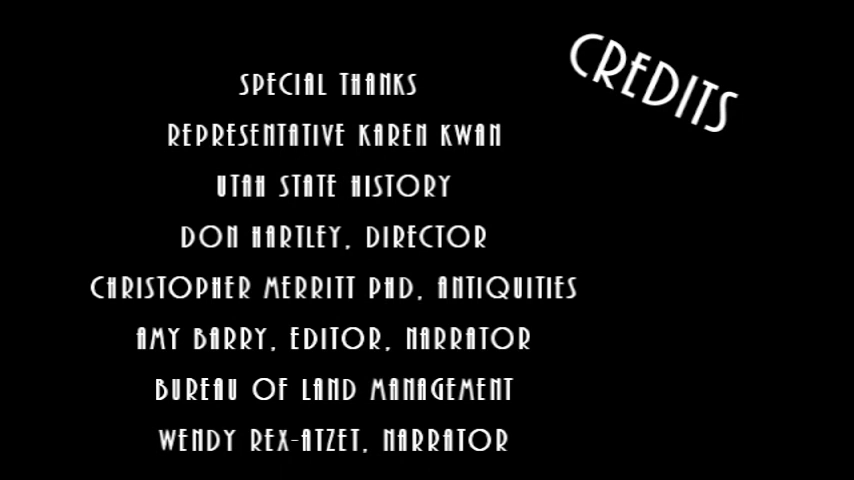 CREDITS
SPECIAL THANKS
REPRESENTATIVE KAREN KWAN
UTAH STATE HISTORY
DON HARTLEY, DIRECTOR
CHRISTOPHER MERRITT PHD, ANTIQUITIES
AMY BARRY, EDITOR, NARRATOR
BUREAU OF LAND MANAGEMENT
WENDY REX-ATZET, NARRATOR